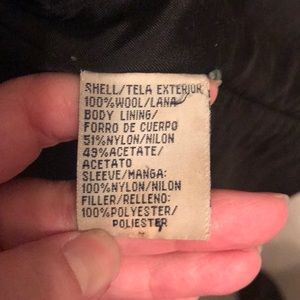 SHELL/TELA EXTERIOR
100%WOOL/LANA
BODY LINING/
FORRO DE CUERPO
51%NYLON/NILON
49%ACETATE/
ACETATO
SLEEVE/MANGA:
100%NYLON/NILON
FILLER/RELLENO:
100%POLYESTER/
POLIESTER